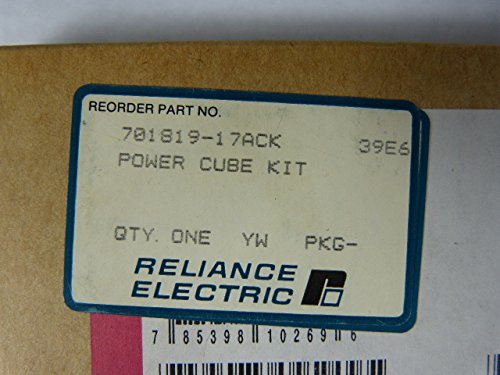 REORDER PART NO.
701819-17ACK 39E6
POWER CUBE KIT
QTY. ONE YW PKG-
RELIANCE
ELECTRIC
7 85398 10269 6